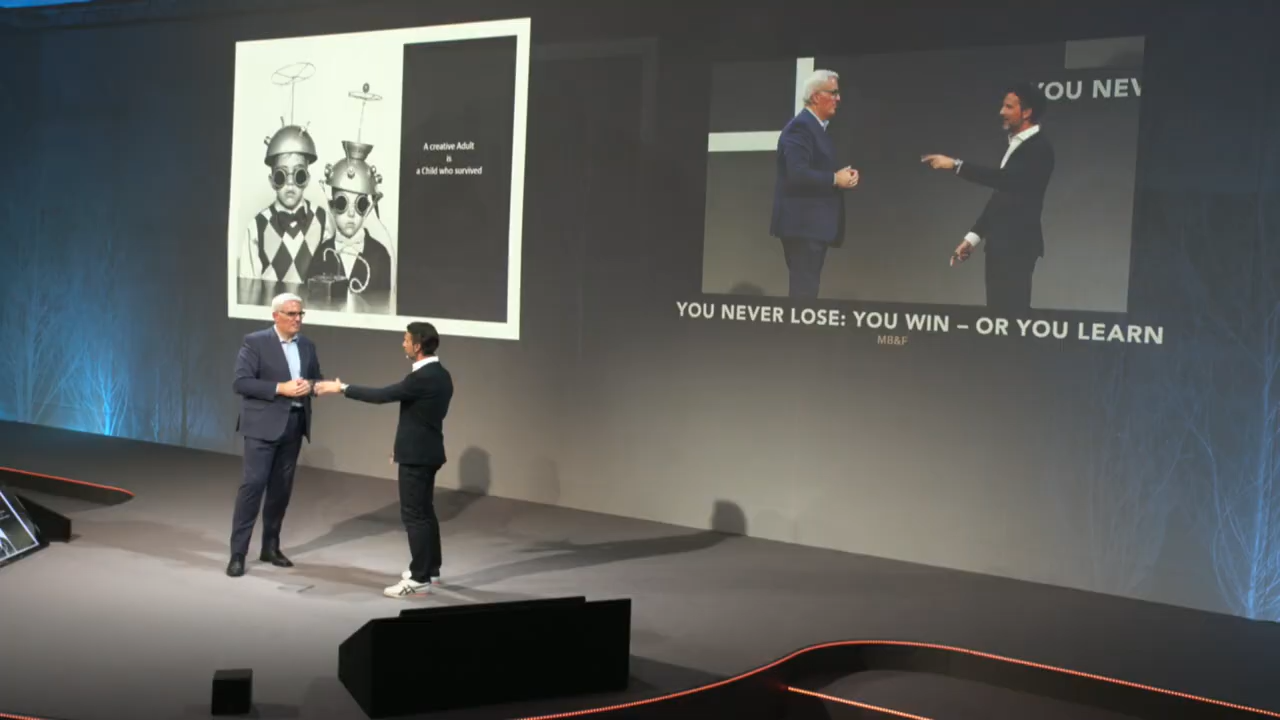 A creative Adult
is
a Child who survived
YOU NEV
YOU NEVER LOSE: YOU WIN – OR YOU LEARN
MB&F